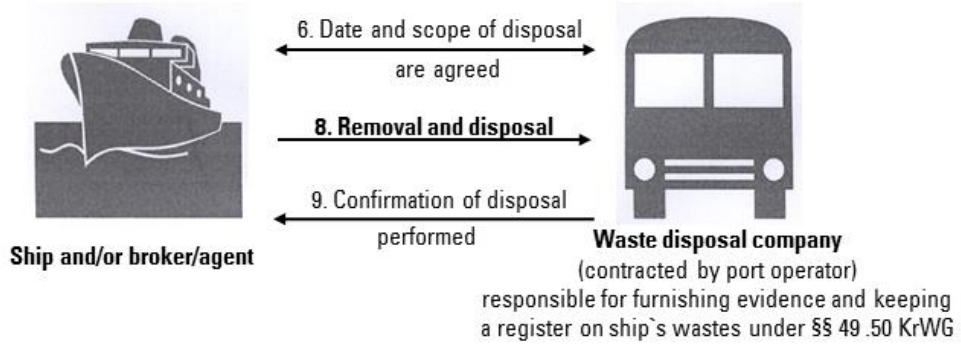 6. Date and scope of disposal
are agreed
8. Removal and disposal
9. Confirmation of disposal
performed
Ship and/or broker/agent
Waste disposal company
(contracted by port operator)
responsible for furnishing evidence and keeping
a register on ship`s wastes under §§ 49 .50 KrWG